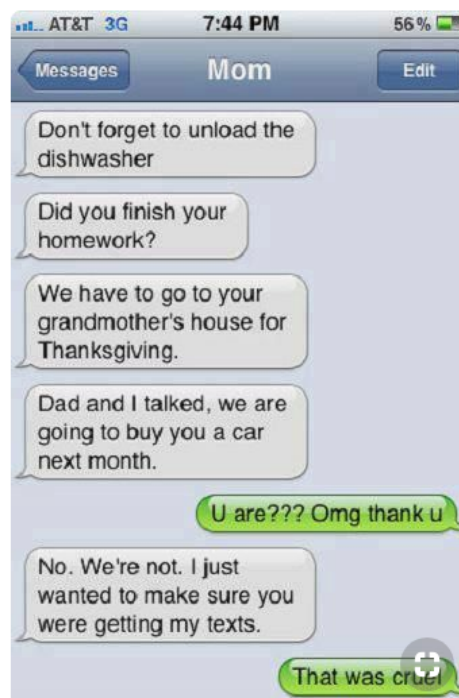 AT&T 3G 7:44 PM 56%
Messages Mom Edit
Don't forget to unload the
dishwasher
Did you finish your
homework?
We have to go to your
grandmother's house for
Thanksgiving.
Dad and I talked, we are
going to buy you a car
next month.
U are??? Omg thank u
No. We're not. I just
wanted to make sure you
were getting my texts.
That was cruel